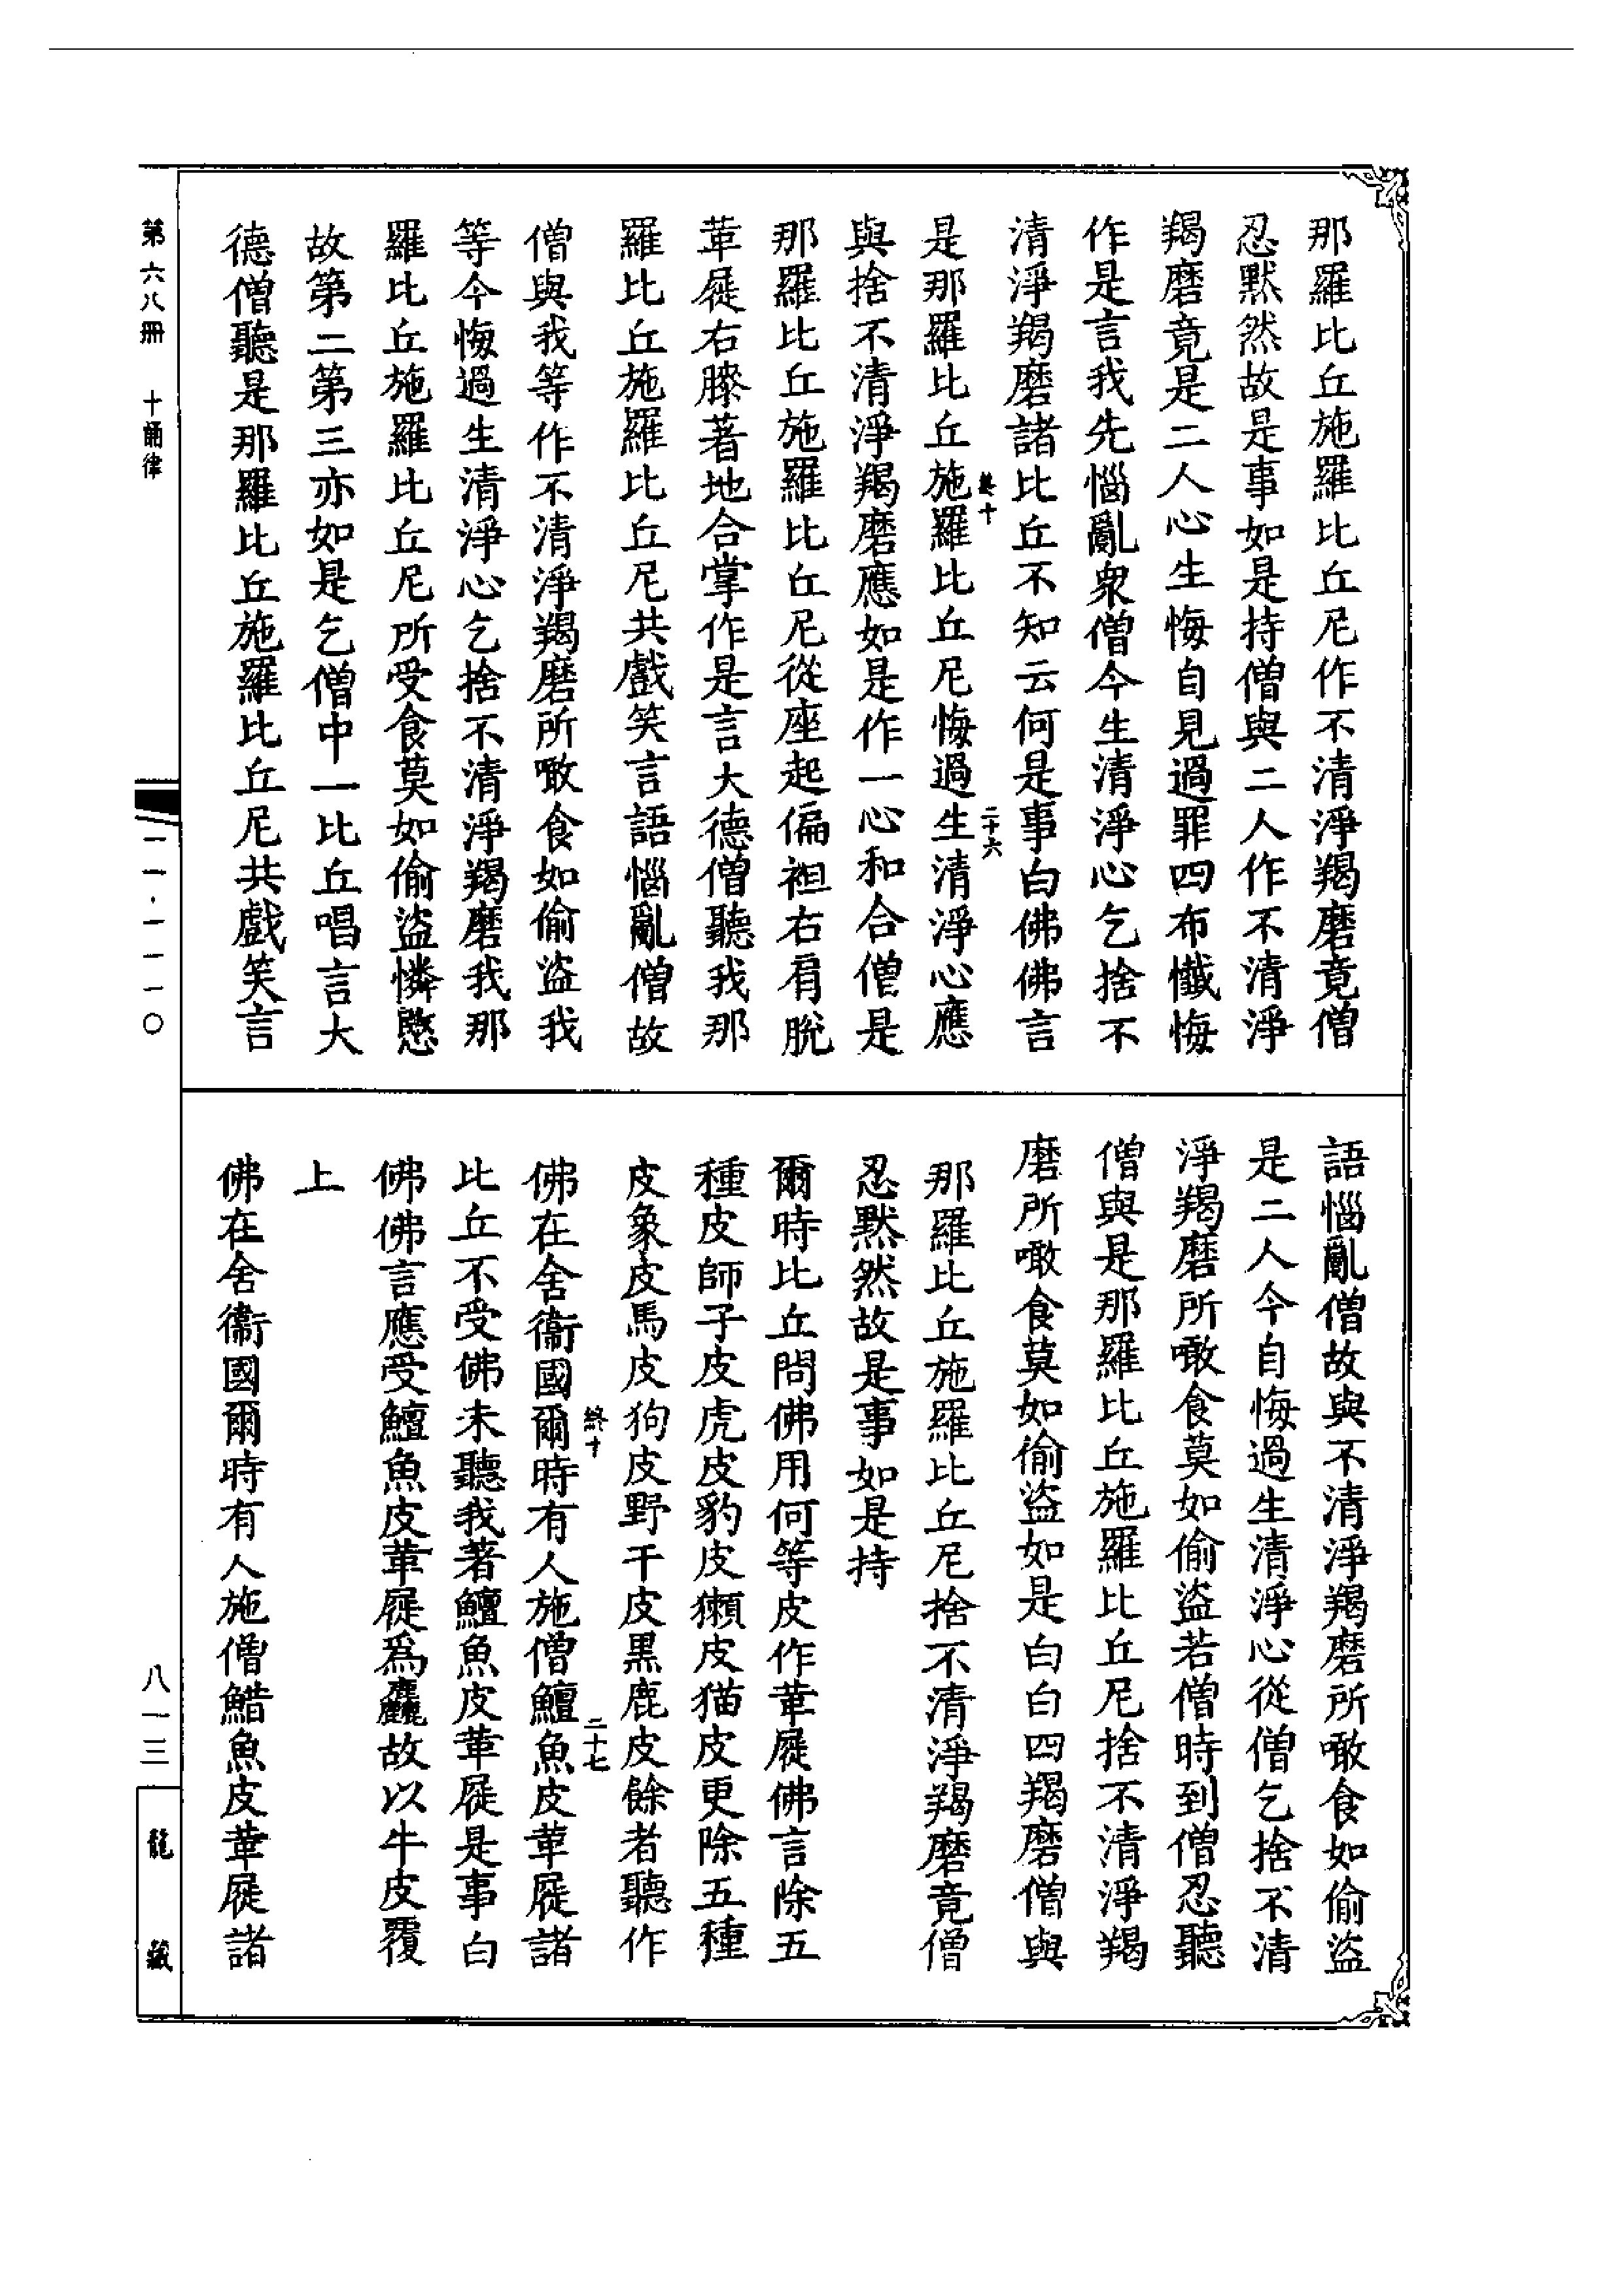 那羅比丘施羅比丘尼作不清淨羯磨竟僧
忍默然故是事如是持僧與二人作不清淨
羯磨竟是二人心生悔自見過罪四布懺悔
作是言我先惱亂衆僧今生清淨心乞捨不
清淨羯磨諸比丘不知云何是事白佛佛言
終十 二十六
是那羅比丘施羅比丘尼悔過生清淨心應
與捨不清淨羯磨應如是作一心和合僧是
那羅比丘施羅比丘尼從座起偏袒右肩脫
革屣右膝著地合掌作是言大德僧聽我那
羅比丘施羅比丘尼共戲笑言語惱亂僧故
僧與我等作不清淨羯磨所噉食如偷盜我
等今悔過生清淨心乞捨不清淨羯磨我那
羅比丘施羅比丘尼所受食莫如偷盜憐愍
故第二第三亦如是乞僧中一比丘唱言大
德僧聽是那羅比丘施羅比丘尼共戲笑言
語惱亂僧故與不清淨羯磨所噉食如偷盜
是二人今自悔過生清淨心從僧乞捨不清
淨羯磨所噉食莫如偷盜若僧時到僧忍聽
僧與是那羅比丘施羅比丘尼捨不清淨羯
磨所噉食莫如偷盜如是白白四羯磨僧與
那羅比丘施羅比丘尼捨不清淨羯磨竟僧
忍默然故是事如是持
爾時比丘問佛用何等皮作革屣佛言除五
種皮師子皮虎皮豹皮獺皮猫皮更除五種
皮象皮馬皮狗皮野干皮黑鹿皮餘者聽作
終十 二十七
佛在舍衞國爾時有人施僧鱣魚皮革屣諸
比丘不受佛未聽我著鱣魚皮革屣是事白
佛佛言應受鱣魚皮革屣爲麤故以牛皮覆
上
佛在舍衞國爾時有人施僧䱜魚皮革屣諸
第六八冊 十誦律
一一·一一一〇
八一三
龍藏